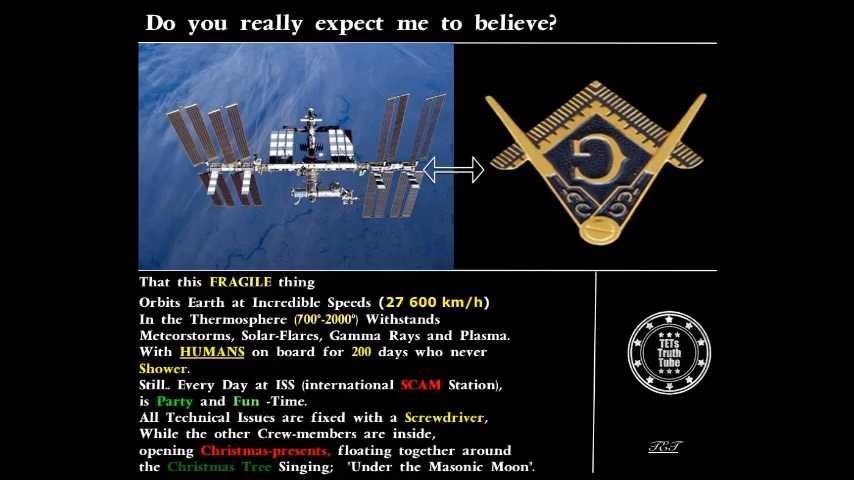 Do you really expect me to believe?
That this FRAGILE thing
Orbits Earth at Incredible Speeds (27 600 km/h)
In the Thermosphere (700°-2000°) Withstands
Meteorstorms, Solar-Flares, Gamma Rays and Plasma.
With HUMANS on board for 200 days who never
Shower.
Still.. Every Day at ISS (international SCAM Station),
is Party and Fun -Time.
All Technical Issues are fixed with a Screwdriver,
While the other Crew-members are inside,
opening Christmas-presents, floating together around
the Christmas Tree Singing; "Under the Masonic Moon".
TETs
Truth
Tube
TET